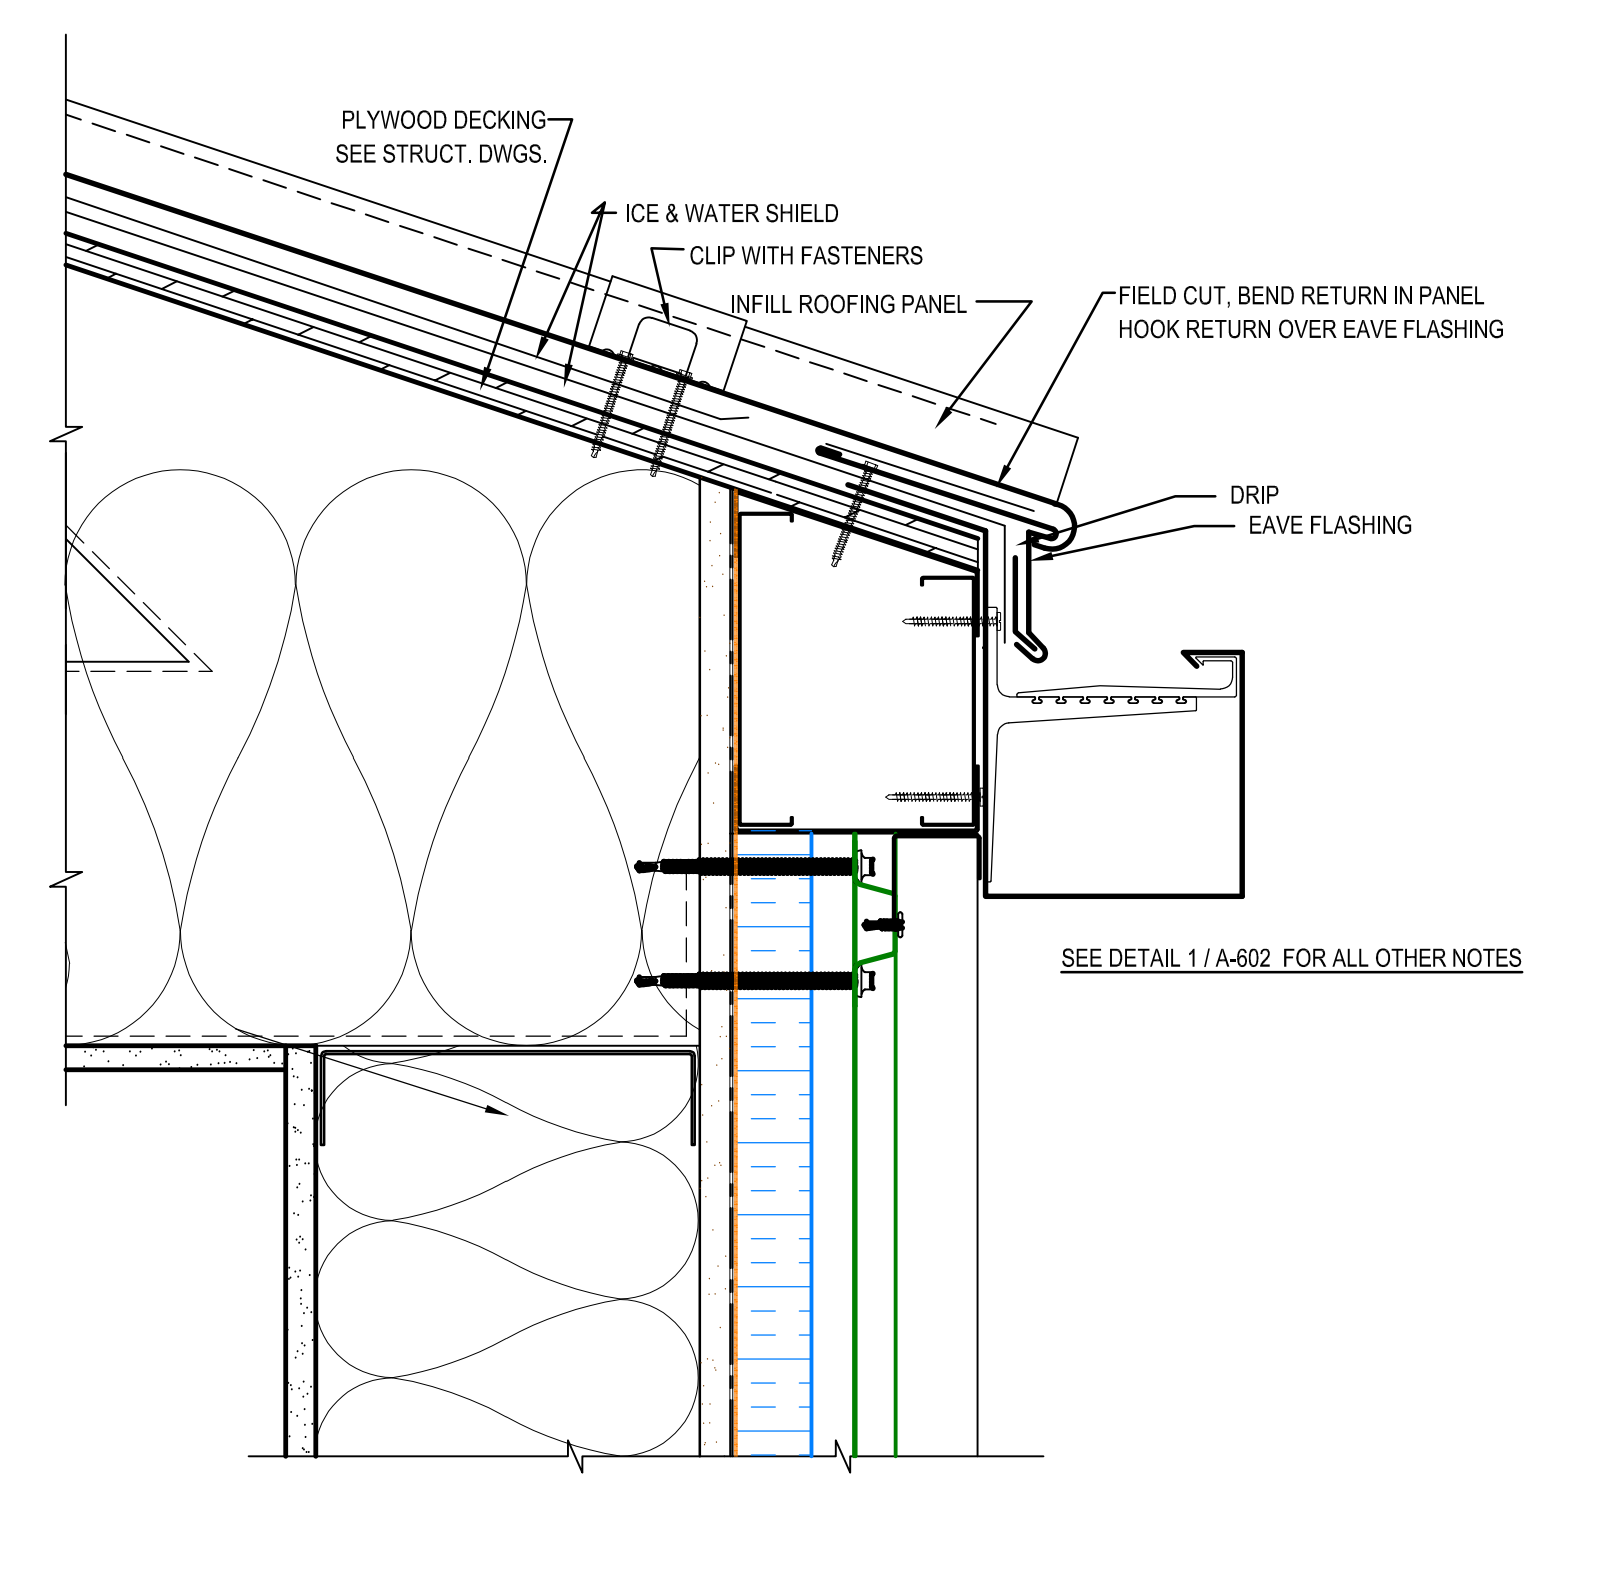 PLYWOOD DECKING
SEE STRUCT. DWGS.
ICE & WATER SHIELD
CLIP WITH FASTENERS
INFILL ROOFING PANEL
FIELD CUT, BEND RETURN IN PANEL
HOOK RETURN OVER EAVE FLASHING
DRIP
EAVE FLASHING
SEE DETAIL 1 / A-602 FOR ALL OTHER NOTES